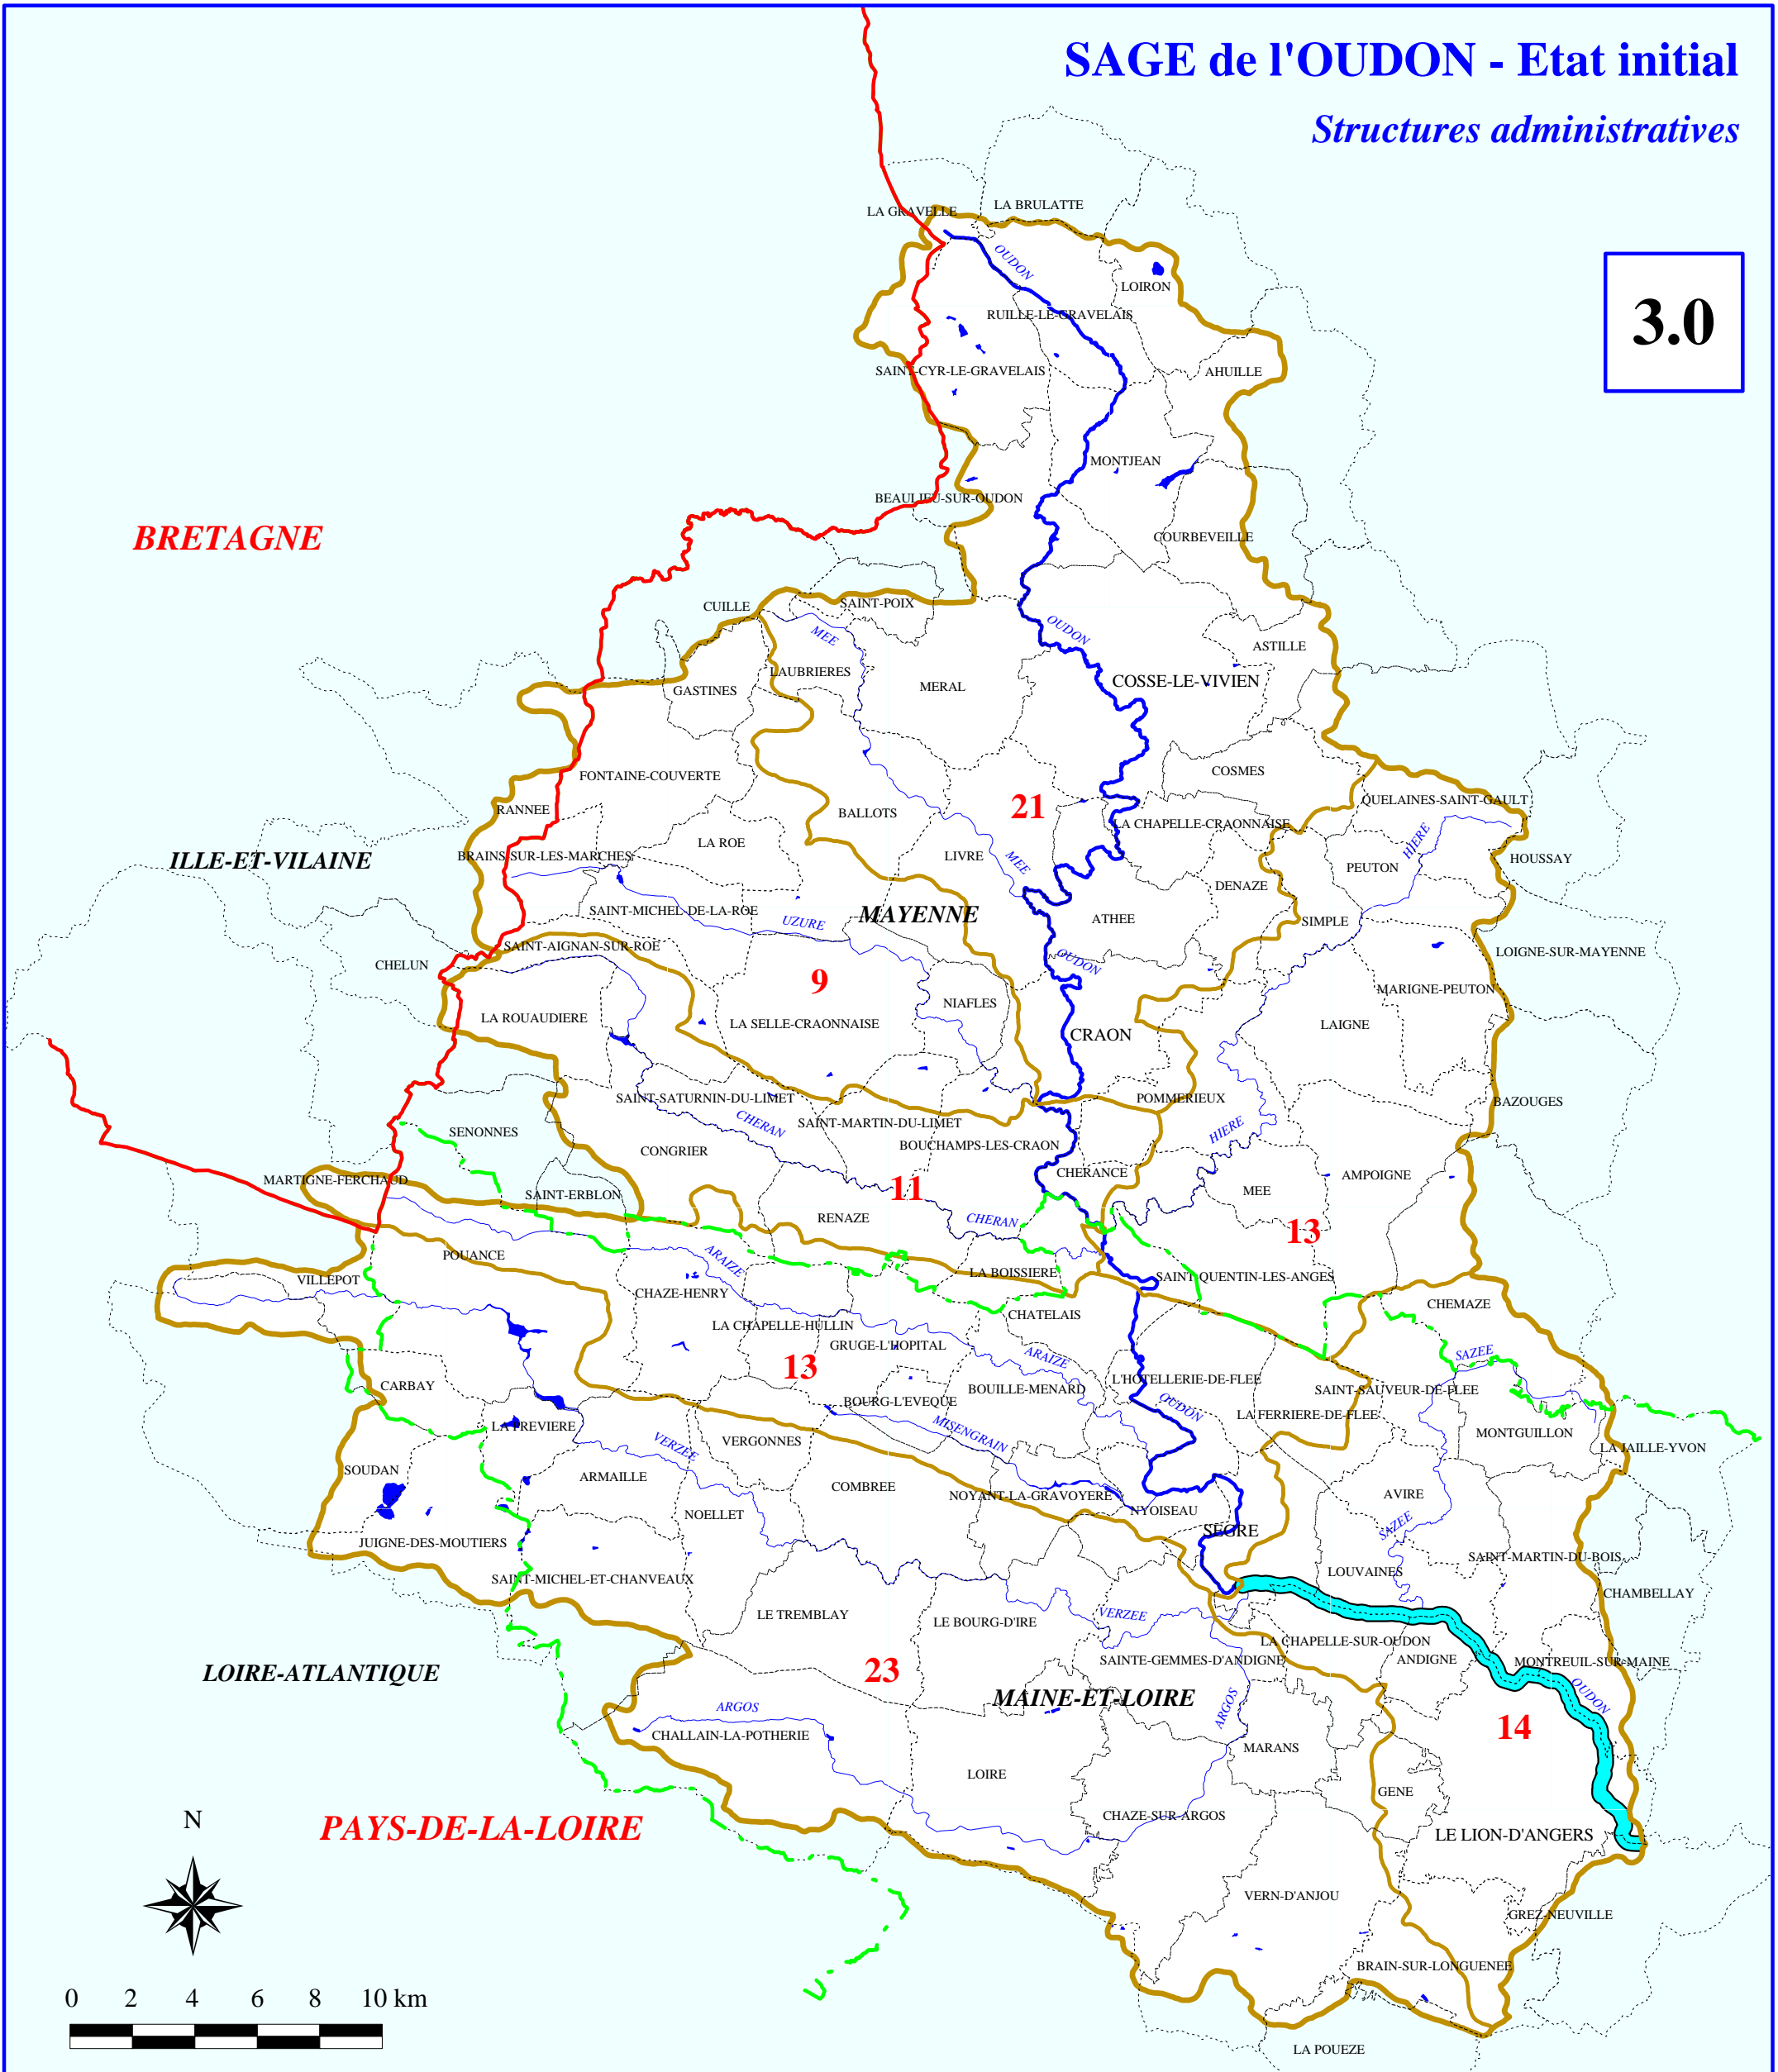 SAGE de l'OUDON - Etat initial
Structures administratives
3.0
LA GRAVELLE
LA BRULATTE
OUDON
LOIRON
RUILLE-LE-GRAVELAIS
SAINT-CYR-LE-GRAVELAIS
AHUILLE
MONTJEAN
BEAULIEU-SUR-OUDON
BRETAGNE
COURBEVEILLE
CUILLE
SAINT-POIX
MEE
OUDON
ASTILLE
LAUBRIERES
GASTINES
MERAL
COSSE-LE-VIVIEN
FONTAINE-COUVERTE
COSMES
RANNEE
BALLOTS
21
QUELAINES-SAINT-GAULT
LA CHAPELLE-CRAONNAISE
LA ROE
HIERE
ILLE-ET-VILAINE
BRAINS-SUR-LES-MARCHES
LIVRE
MEE
PEUTON
HOUSSAY
DENAZE
SAINT-MICHEL-DE-LA-ROE
UZURE
MAYENNE
ATHEE
SIMPLE
SAINT-AIGNAN-SUR-ROE
CHELUN
OUDON
LOIGNE-SUR-MAYENNE
9
NIAFLES
MARIGNE-PEUTON
LA ROUAUDIERE
LA SELLE-CRAONNAISE
CRAON
LAIGNE
SAINT-SATURNIN-DU-LIMET
POMMERIEUX
BAZOUGES
CHERAN
SAINT-MARTIN-DU-LIMET
SENONNES
BOUCHAMPS-LES-CRAON
HIERE
CONGRIER
MARTIGNE-FERCHAUD
CHERANCE
AMPOIGNE
SAINT-ERBLON
11
MEE
RENAZE
CHERAN
13
POUANCE
ARAIZE
VILLEPOT
LA BOISSIERE
SAINT QUENTIN-LES-ANGES
CHAZE-HENRY
CHEMAZE
LA CHAPELLE-HULLIN
CHATELAIS
GRUGE-L'HOPITAL
SAZEE
13
ARAIZE
CARBAY
BOURG-L'EVEQUE
BOUILLE-MENARD
L'HOTELLERIE-DE-FLEE
SAINT-SAUVEUR-DE-FLEE
OUDON
LA FERRIERE-DE-FLEE
LA PREVIERE
MISENGRAIN
MONTGUILLON
VERZEE
VERGONNES
LA JAILLE-YVON
SOUDAN
ARMAILLE
COMBREE
NOYANT-LA-GRAVOYERE
AVIRE
NOELLET
NYOISEAU
SAZEE
SEGRE
JUIGNE-DES-MOUTIERS
SAINT-MARTIN-DU-BOIS
SAINT-MICHEL-ET-CHANVEAUX
LOUVAINES
CHAMBELLAY
LE TREMBLAY
LE BOURG-D'IRE
VERZEE
LA CHAPELLE-SUR-OUDON
LOIRE-ATLANTIQUE
23
SAINTE-GEMMES-D'ANDIGNE
ANDIGNE
MONTREUIL-SUR-MAINE
MAINE-ET-LOIRE
OUDON
ARGOS
ARGOS
CHALLAIN-LA-POTHERIE
14
MARANS
LOIRE
GENE
CHAZE-SUR-ARGOS
N
PAYS-DE-LA-LOIRE
LE LION-D'ANGERS
VERN-D'ANJOU
GREZ-NEUVILLE
BRAIN-SUR-LONGUENEE
0 2 4 6 8 10 km
LA POUEZE